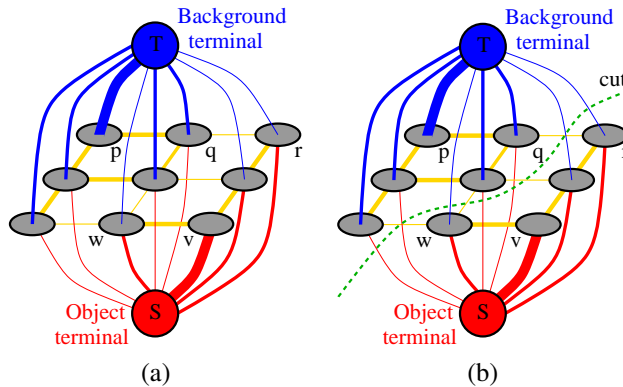 Background
terminal
T
p
q
r
w
v
S
Object
terminal
(a)
Background
terminal
T
cut
p
q
w
v
S
Object
terminal
(b)